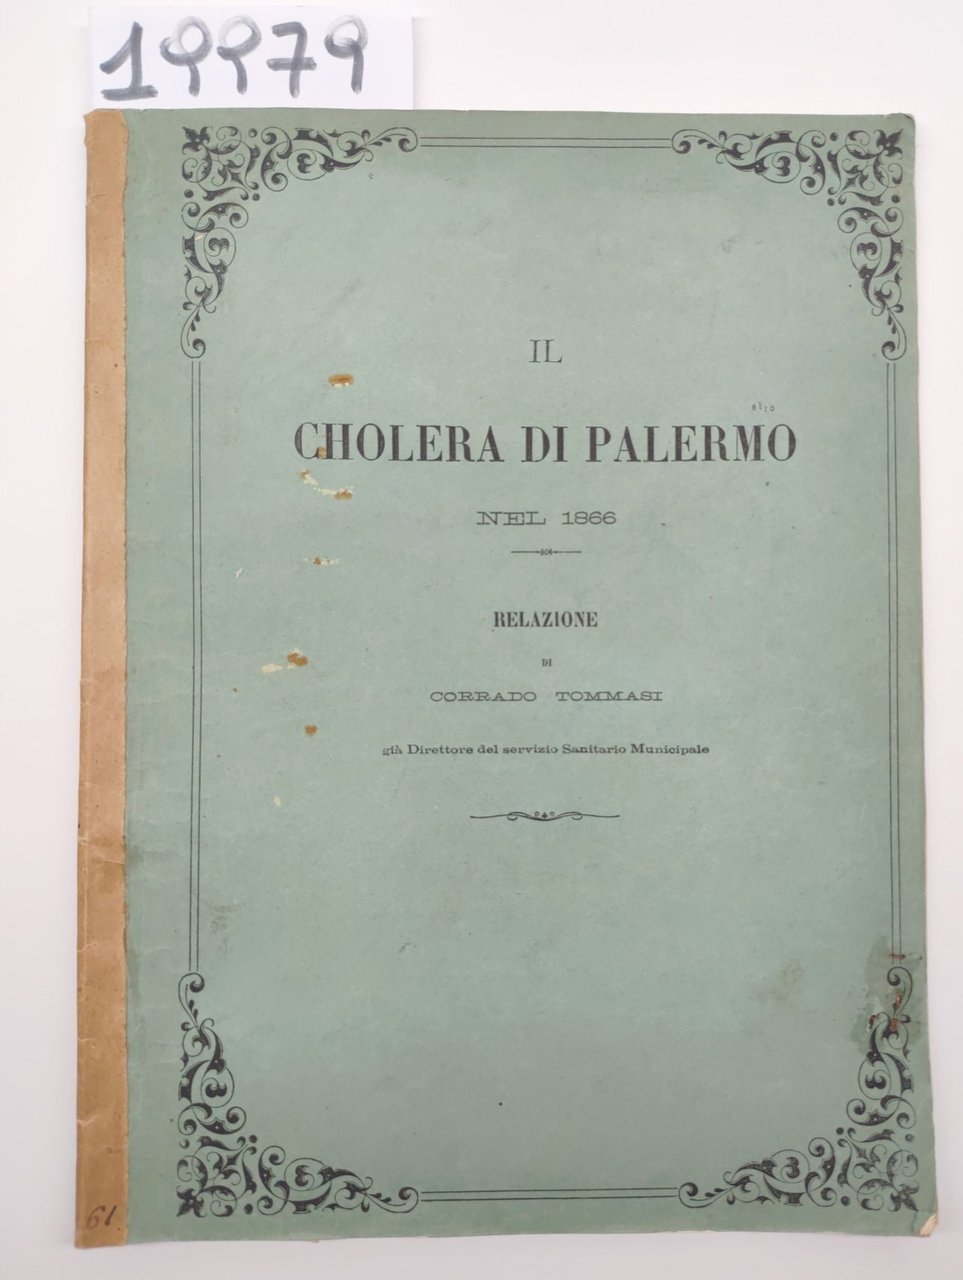 19979
IL
CHOLERA DI PALERMO
NEL 1866
RELAZIONE
DI
CORRADO TOMMASI
già Direttore del servizio Sanitario Municipale
61